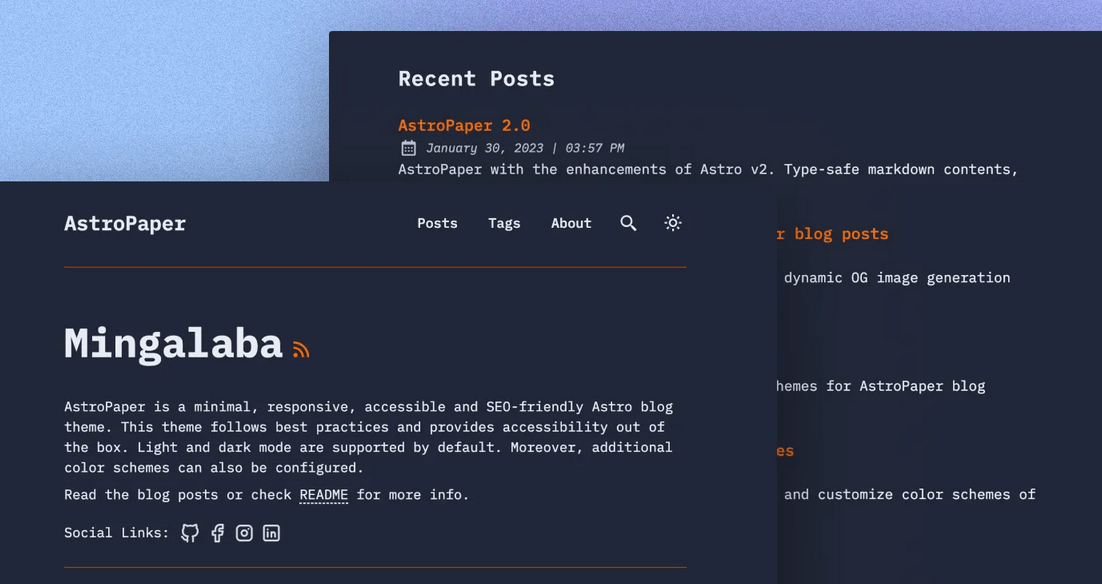 Recent Posts
AstroPaper 2.0
January 30, 2023 | 03:57 PM
AstroPaper with the enhancements of Astro v2. Type-safe markdown contents,
blog posts
dynamic OG image generation
for AstroPaper blog
and customize color schemes of
AstroPaper
Posts Tags About
Mingalaba
AstroPaper is a minimal, responsive, accessible and SEO-friendly Astro blog
theme. This theme follows best practices and provides accessibility out of
the box. Light and dark mode are supported by default. Moreover, additional
color schemes can also be configured.
Read the blog posts or check README for more info.
Social Links: